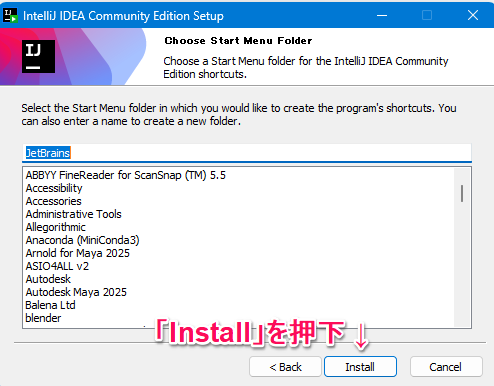 IntelliJ IDEA Community Edition Setup
IJ
Choose Start Menu Folder
Choose a Start Menu folder for the IntelliJ IDEA Community
Edition shortcuts.
Select the Start Menu folder in which you would like to create the program's shortcuts. You
can also enter a name to create a new folder.
JetBrains
ABBYY FineReader for ScanSnap (TM) 5.5
Accessibility
Accessories
Administrative Tools
Allegorithmic
Anaconda (MiniConda3)
Arnold for Maya 2025
ASIO4ALL v2
Autodesk
Autodesk Maya 2025
Balena Ltd
blender
「Install」を押下↓
< Back
Install
Cancel